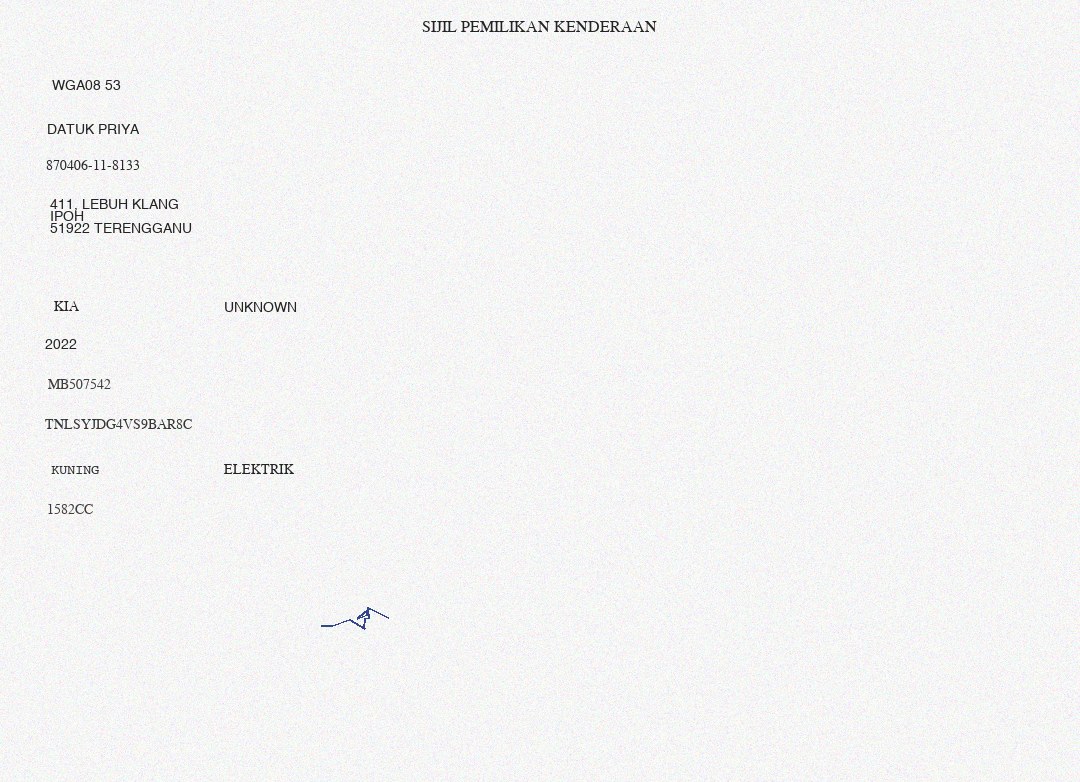 SIJIL PEMILIKAN KENDERAAN
WGA08 53
DATUK PRIYA
870406-11-8133
411, LEBUH KLANG
IPOH
51922 TERENGGANU
KIA UNKNOWN
2022
MB507542
TNLSYJDG4VS9BAR8C
KUNING ELEKTRIK
1582CC